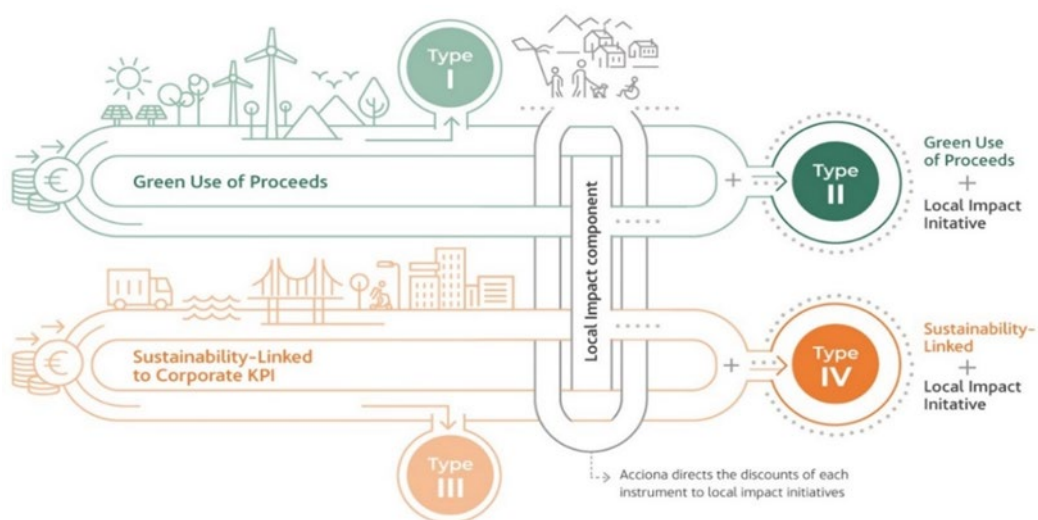 Type
I
Green Use of Proceeds
€
+
Type
II
Green Use
of Proceeds
+
Local Impact
Initative
Local Impact component
Sustainability-Linked
to Corporate KPI
€
+
Type
IV
Sustainability-
Linked
+
Local Impact
Initative
Type
III
Acciona directs the discounts of each
instrument to local impact initiatives